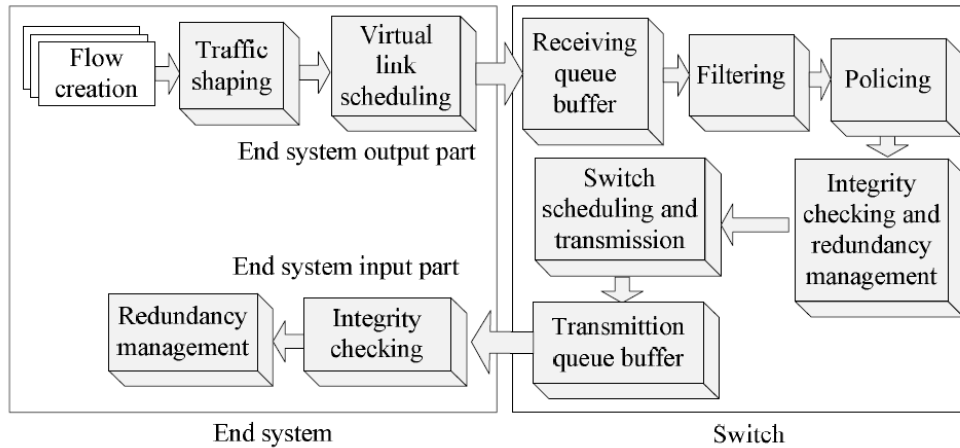 Flow
creation
Traffic
shaping
Virtual
link
scheduling
End system output part
Receiving
queue
buffer
Filtering
Policing
Integrity
checking and
redundancy
management
Switch
scheduling and
transmission
Transmittion
queue buffer
End system input part
Integrity
checking
Redundancy
management
End system
Switch